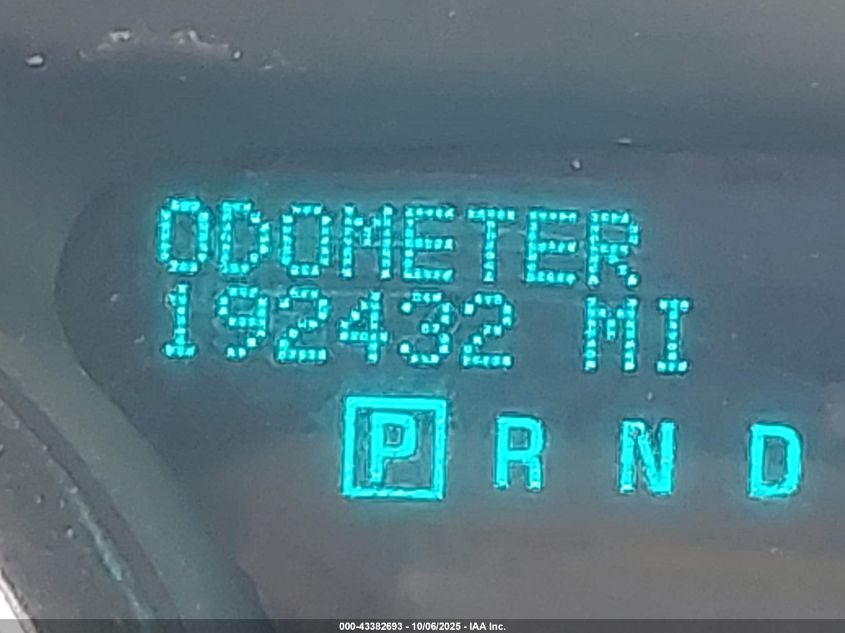 ODOMETER
192432 MI
P R N D
000-43382693 - 10/06/2025 - IAA Inc.